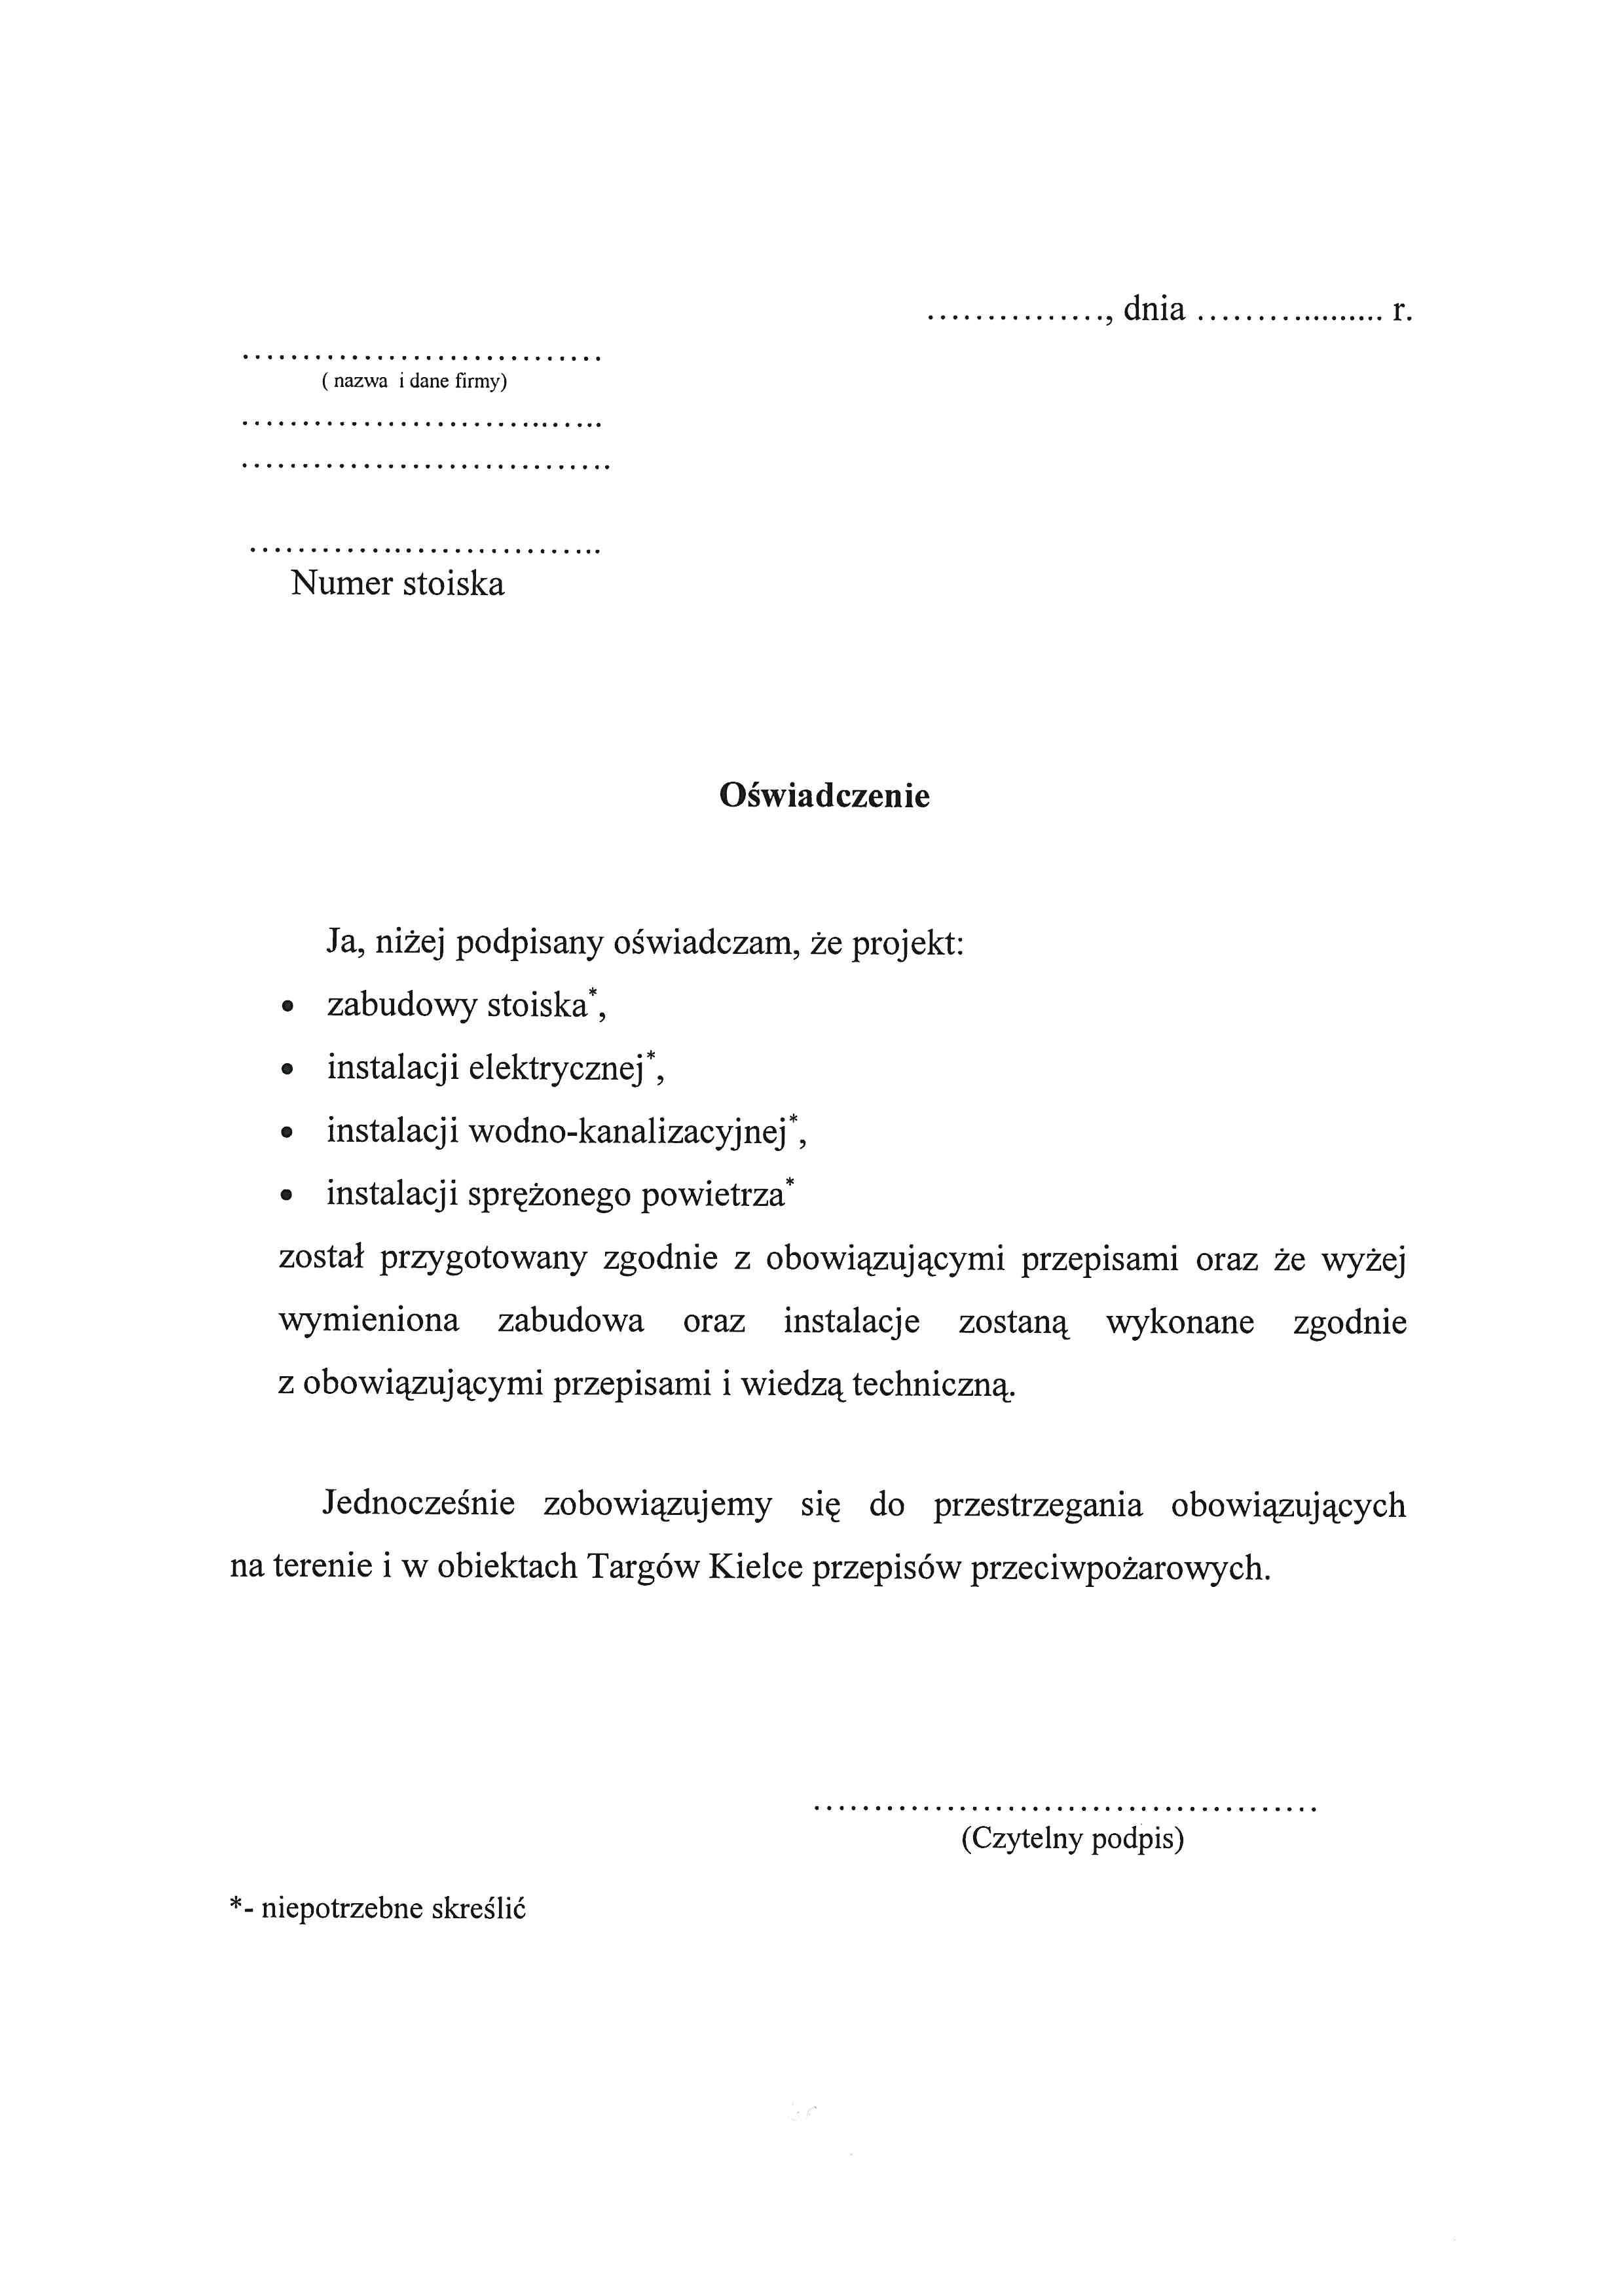 ..............., dnia ................... r.
..............................
( nazwa i dane firmy)
..............................
...............................
.............................
Numer stoiska
Oświadczenie
Ja, niżej podpisany oświadczam, że projekt:
• zabudowy stoiska*,
• instalacji elektrycznej*,
• instalacji wodno-kanalizacyjnej*,
• instalacji sprężonego powietrza*
został przygotowany zgodnie z obowiązującymi przepisami oraz że wyżej
wymieniona zabudowa oraz instalacje zostaną wykonane zgodnie
z obowiązującymi przepisami i wiedzą techniczną.
Jednocześnie zobowiązujemy się do przestrzegania obowiązujących
na terenie i w obiektach Targów Kielce przepisów przeciwpożarowych.
..........................................
(Czytelny podpis)
*- niepotrzebne skreślić